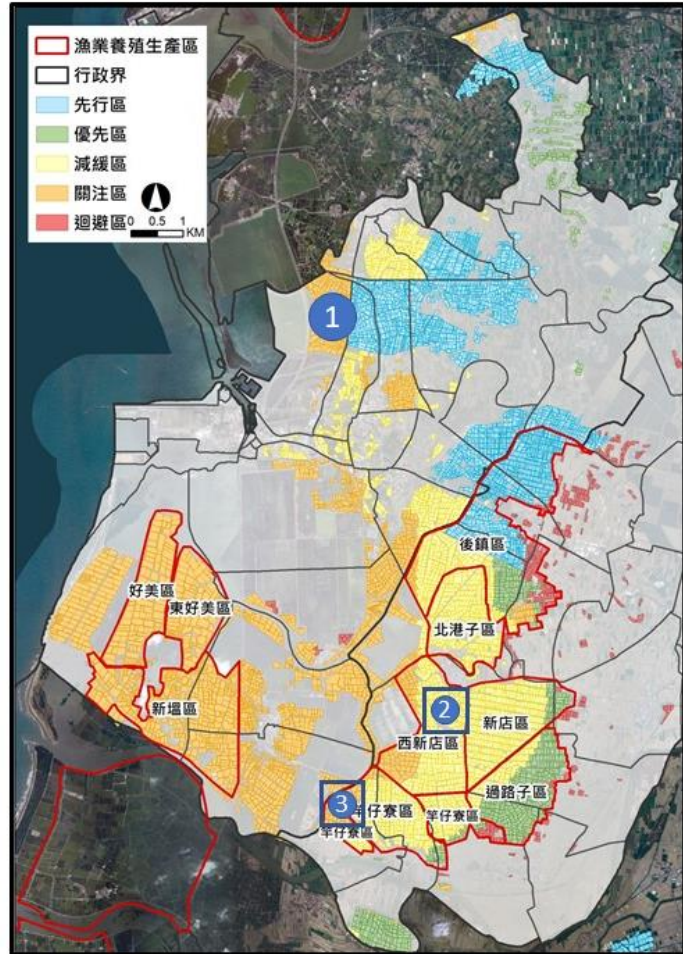 漁業養殖生產區
行政界
先行區
優先區
減緩區
關注區
迴避區
0 0.5 1
KM
1
後鎮區
好美區
東好美區
北港子區
新塭區
2
新店區
西新店區
過路子區
3
竿仔寮區
竿仔寮區
竿仔寮區